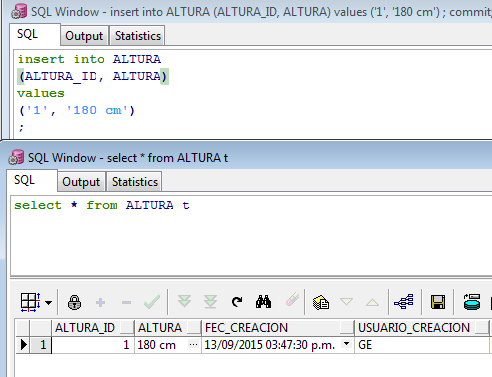 SQL Window - insert into ALTURA (ALTURA_ID, ALTURA) values ('1', '180 cm') ; commit
SQL Output Statistics
insert into ALTURA
(ALTURA_ID, ALTURA)
values
('1', '180 cm')
;
SQL Window - select * from ALTURA t
SQL Output Statistics
select * from ALTURA t
ALTURA_ID ALTURA FEC_CREACION USUARIO_CREACION
1 1 180 cm ··· 13/09/2015 03:47:30 p.m. GE